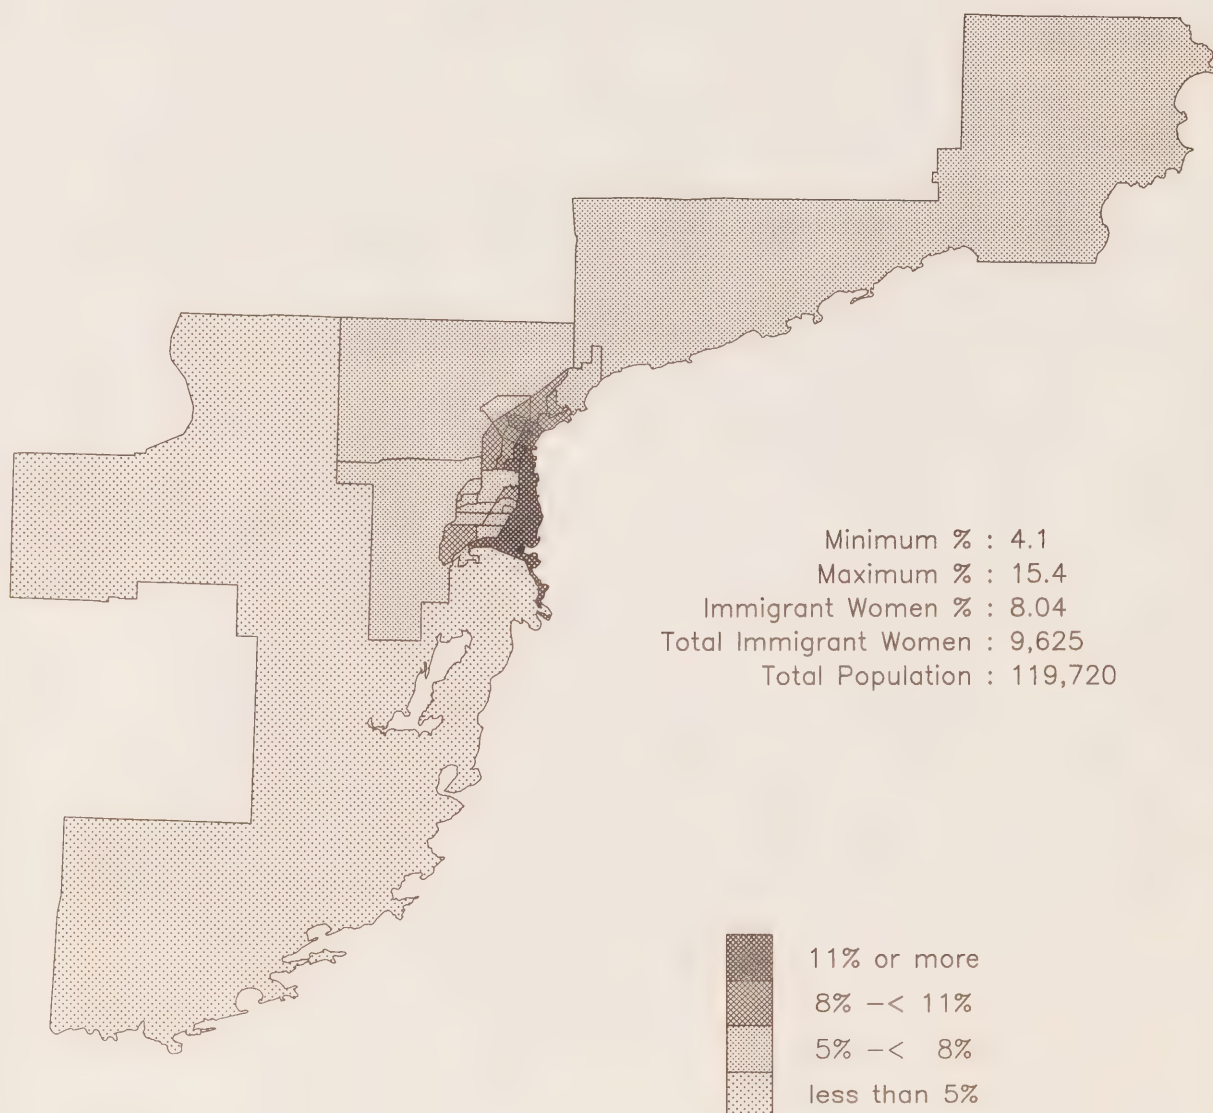 Minimum % : 4.1
Maximum % : 15.4
Immigrant Women % : 8.04
Total Immigrant Women : 9,625
Total Population : 119,720
11% or more
8% -< 11%
5% -< 8%
less than 5%